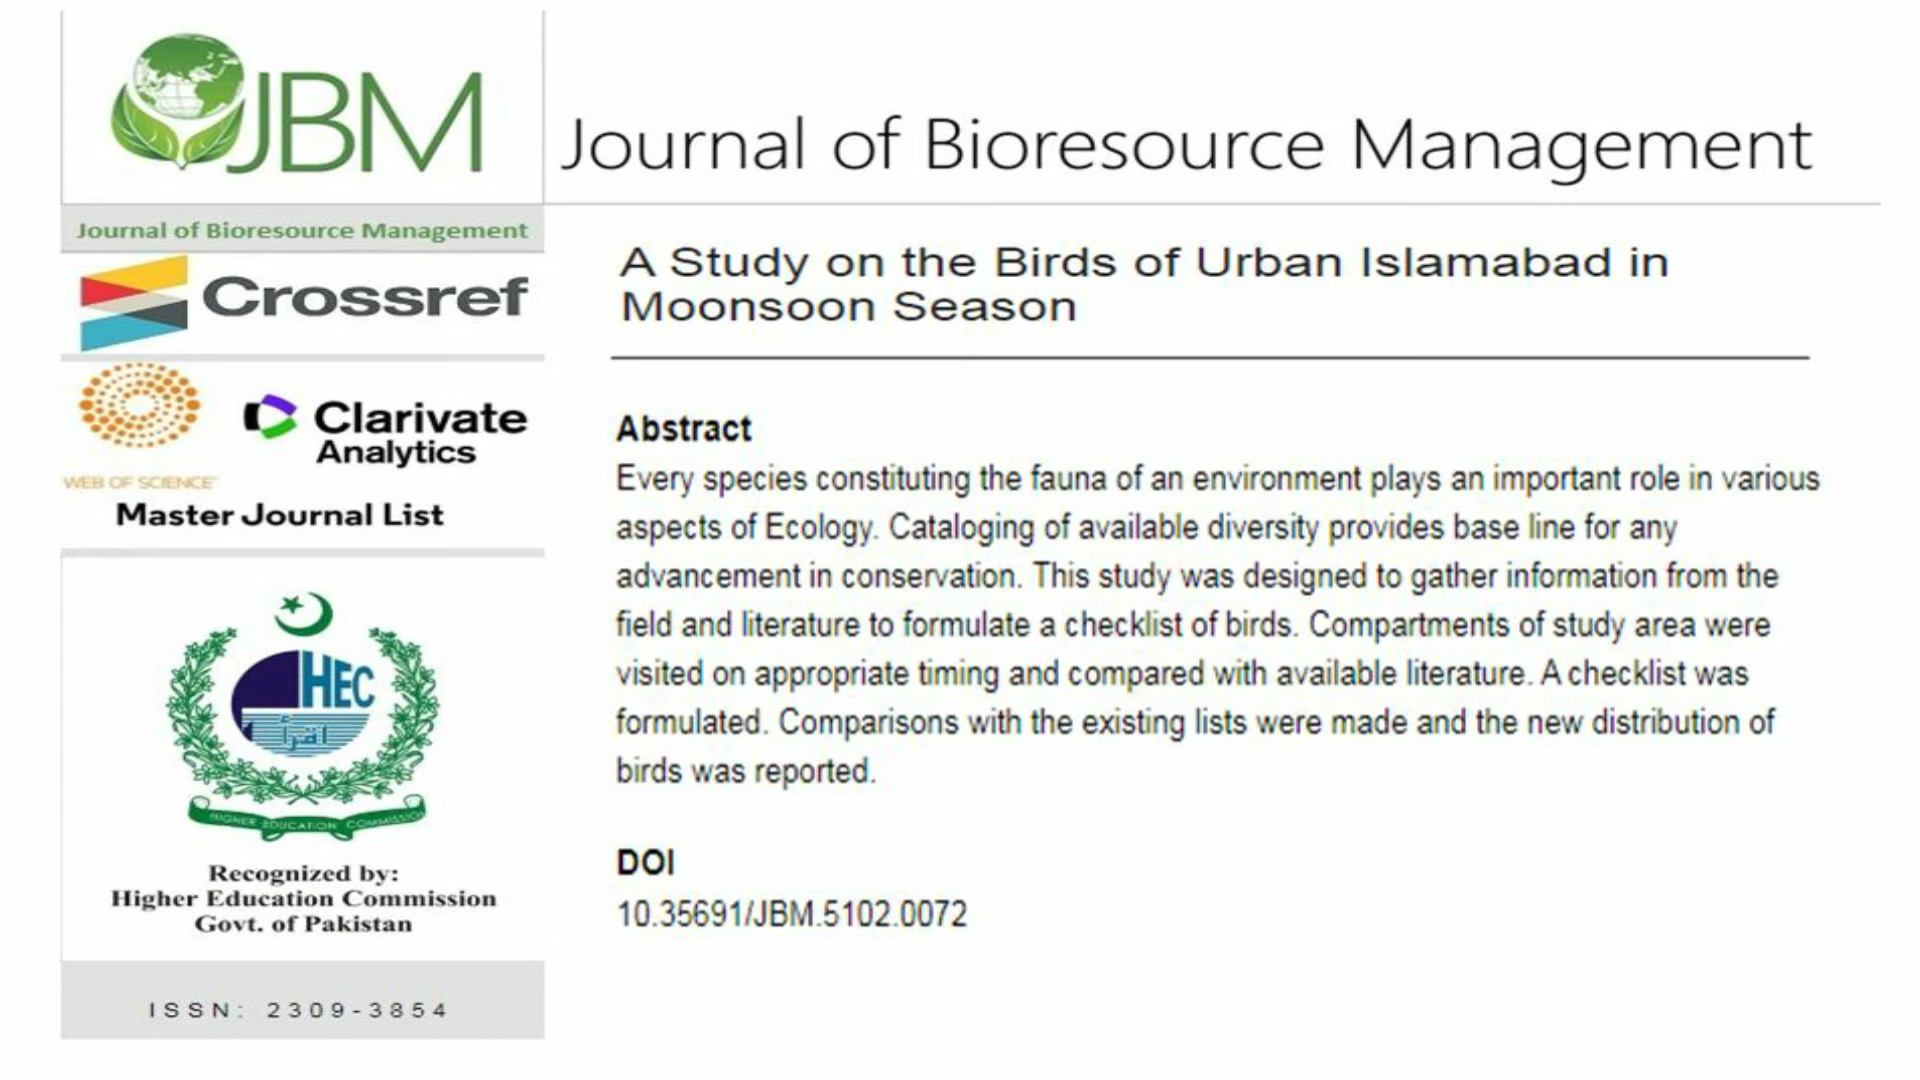 JBM
Journal of Bioresource Management
Journal of Bioresource Management
Crossref
WEB OF SCIENCE™
Clarivate
Analytics
Master Journal List
HEC
اقرأ
HIGHER EDUCATION COMMISSION
Recognized by:
Higher Education Commission
Govt. of Pakistan
ISSN: 2309-3854
A Study on the Birds of Urban Islamabad in
Moonsoon Season
Abstract
Every species constituting the fauna of an environment plays an important role in various
aspects of Ecology. Cataloging of available diversity provides base line for any
advancement in conservation. This study was designed to gather information from the
field and literature to formulate a checklist of birds. Compartments of study area were
visited on appropriate timing and compared with available literature. A checklist was
formulated. Comparisons with the existing lists were made and the new distribution of
birds was reported.
DOI
10.35691/JBM.5102.0072